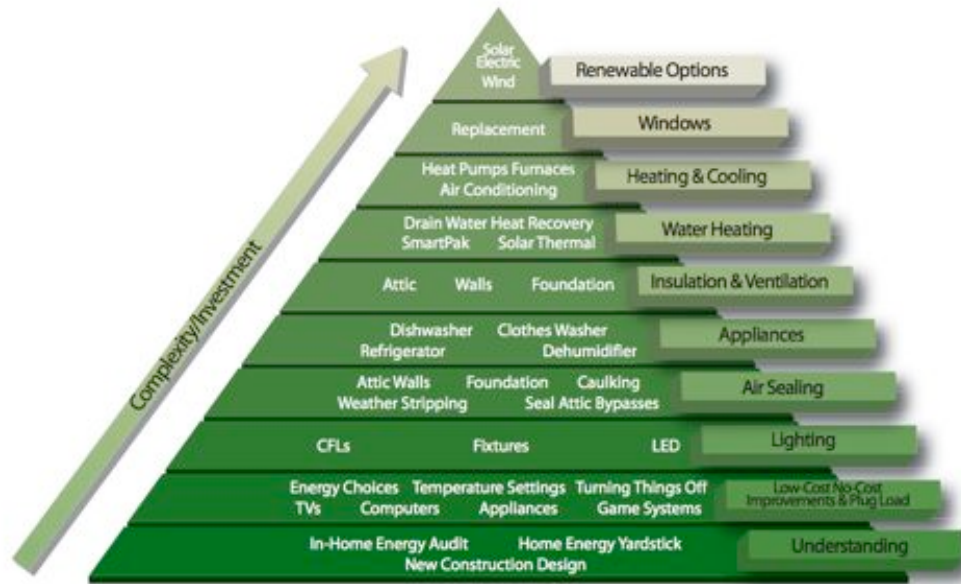 Solar
Electric
Wind
Renewable Options
Replacement
Windows
Heat Pumps Furnaces
Air Conditioning
Heating & Cooling
Drain Water Heat Recovery
SmartPak Solar Thermal
Water Heating
Attic Walls Foundation
Insulation & Ventilation
Dishwasher Clothes Washer
Refrigerator Dehumidifier
Appliances
Attic Walls Foundation Caulking
Weather Stripping Seal Attic Bypasses
Air Sealing
CFLs Fixtures LED
Lighting
Energy Choices Temperature Settings Turning Things Off
TVs Computers Appliances Game Systems
Low-Cost No-Cost
Improvements & Plug Load
In-Home Energy Audit Home Energy Yardstick
New Construction Design
Understanding
Complexity/Investment